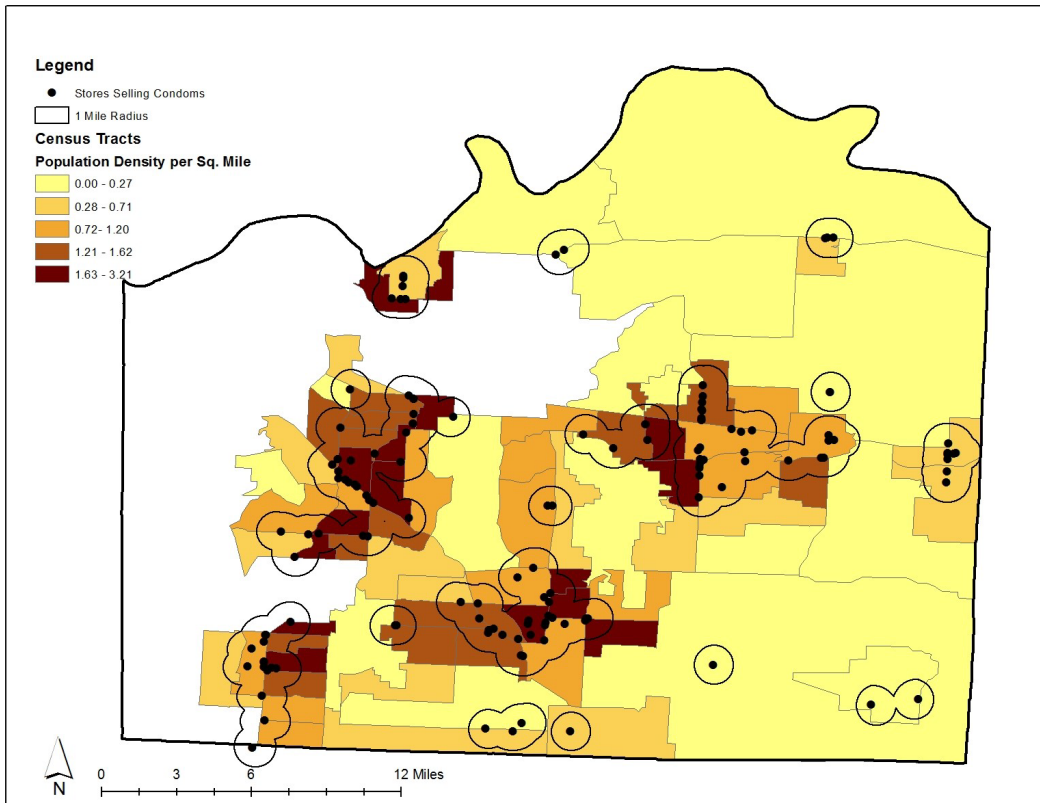 Legend
Stores Selling Condoms
1 Mile Radius
Census Tracts
Population Density per Sq. Mile
0.00 - 0.27
0.28 - 0.71
0.72- 1.20
1.21 - 1.62
1.63 - 3.21
N
0 3 6 12 Miles